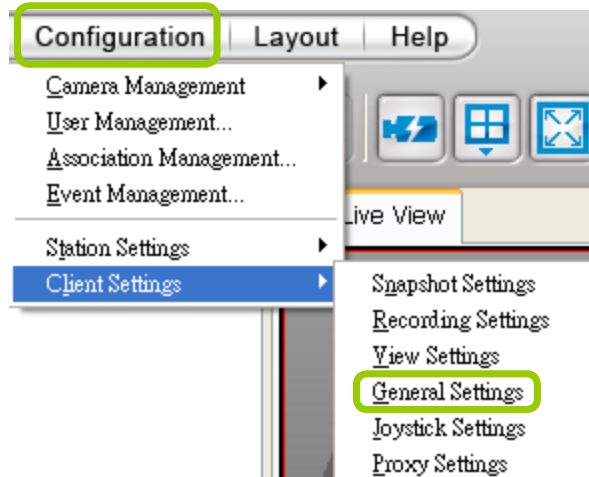 Configuration Layout Help
Camera Management
User Management...
Association Management...
Event Management...
Live View
Station Settings
Client Settings
Snapshot Settings
Recording Settings
View Settings
General Settings
Joystick Settings
Proxy Settings